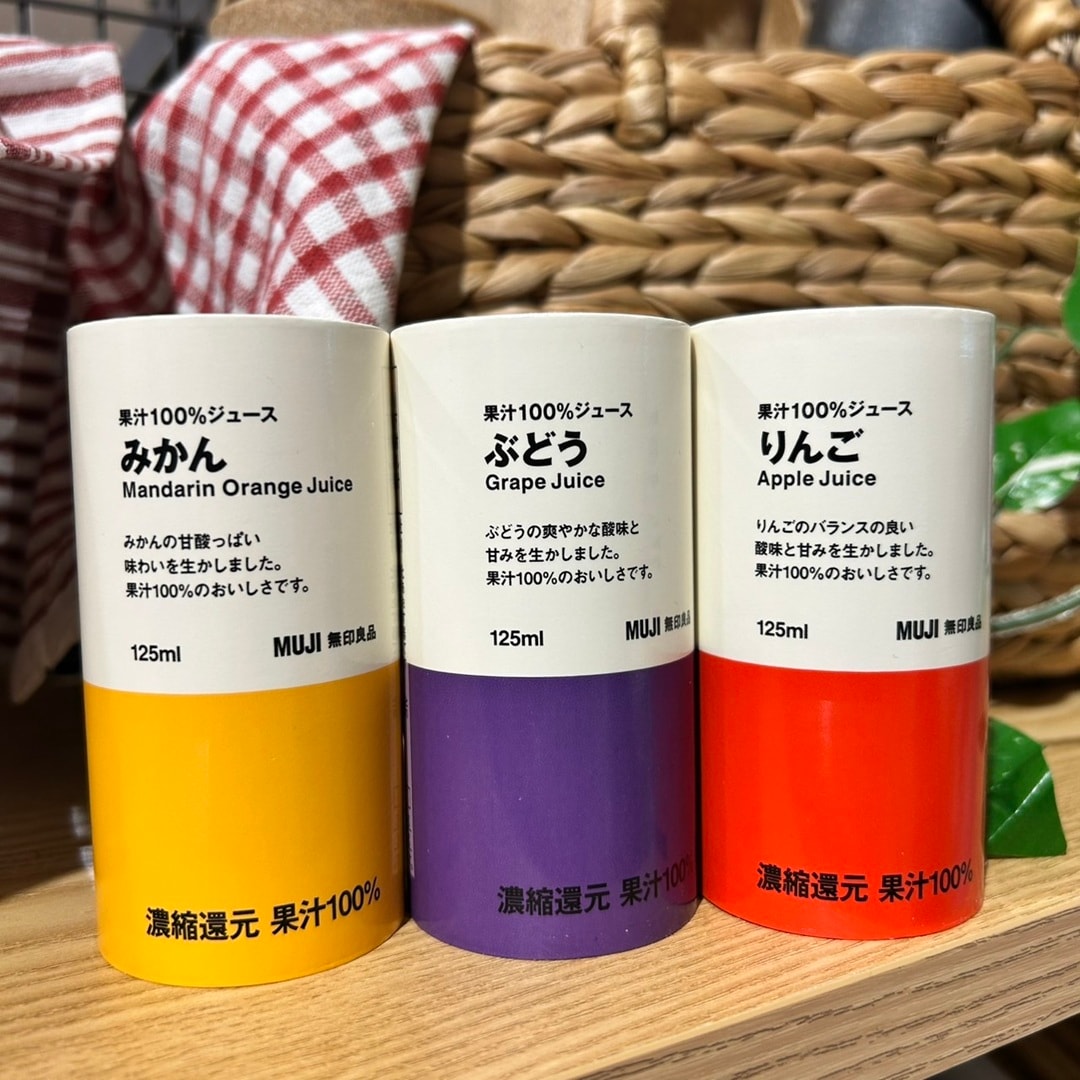 果汁100%ジュース
みかん
Mandarin Orange Juice
みかんの甘酸っぱい
味わいを生かしました。
果汁100%のおいしさです。
125ml
MUJI 無印良品
濃縮還元 果汁100%
果汁100%ジュース
ぶどう
Grape Juice
ぶどうの爽やかな酸味と
甘みを生かしました。
果汁100%のおいしさです。
125ml
MUJI 無印良品
濃縮還元 果汁100%
果汁100%ジュース
りんご
Apple Juice
りんごのバランスの良い
酸味と甘みを生かしました。
果汁100%のおいしさです。
125ml
MUJI 無印良品
濃縮還元 果汁100%